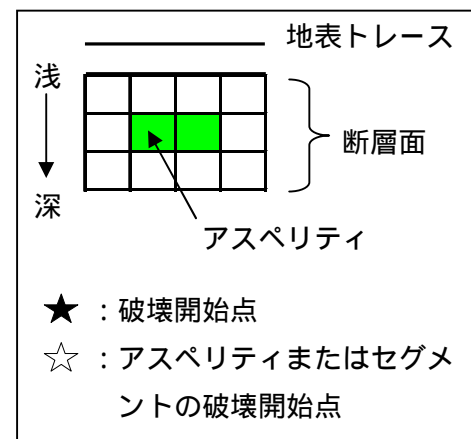 地表トレース
浅
深
断層面
アスペリティ
★：破壊開始点
☆：アスペリティまたはセグメ
ントの破壊開始点